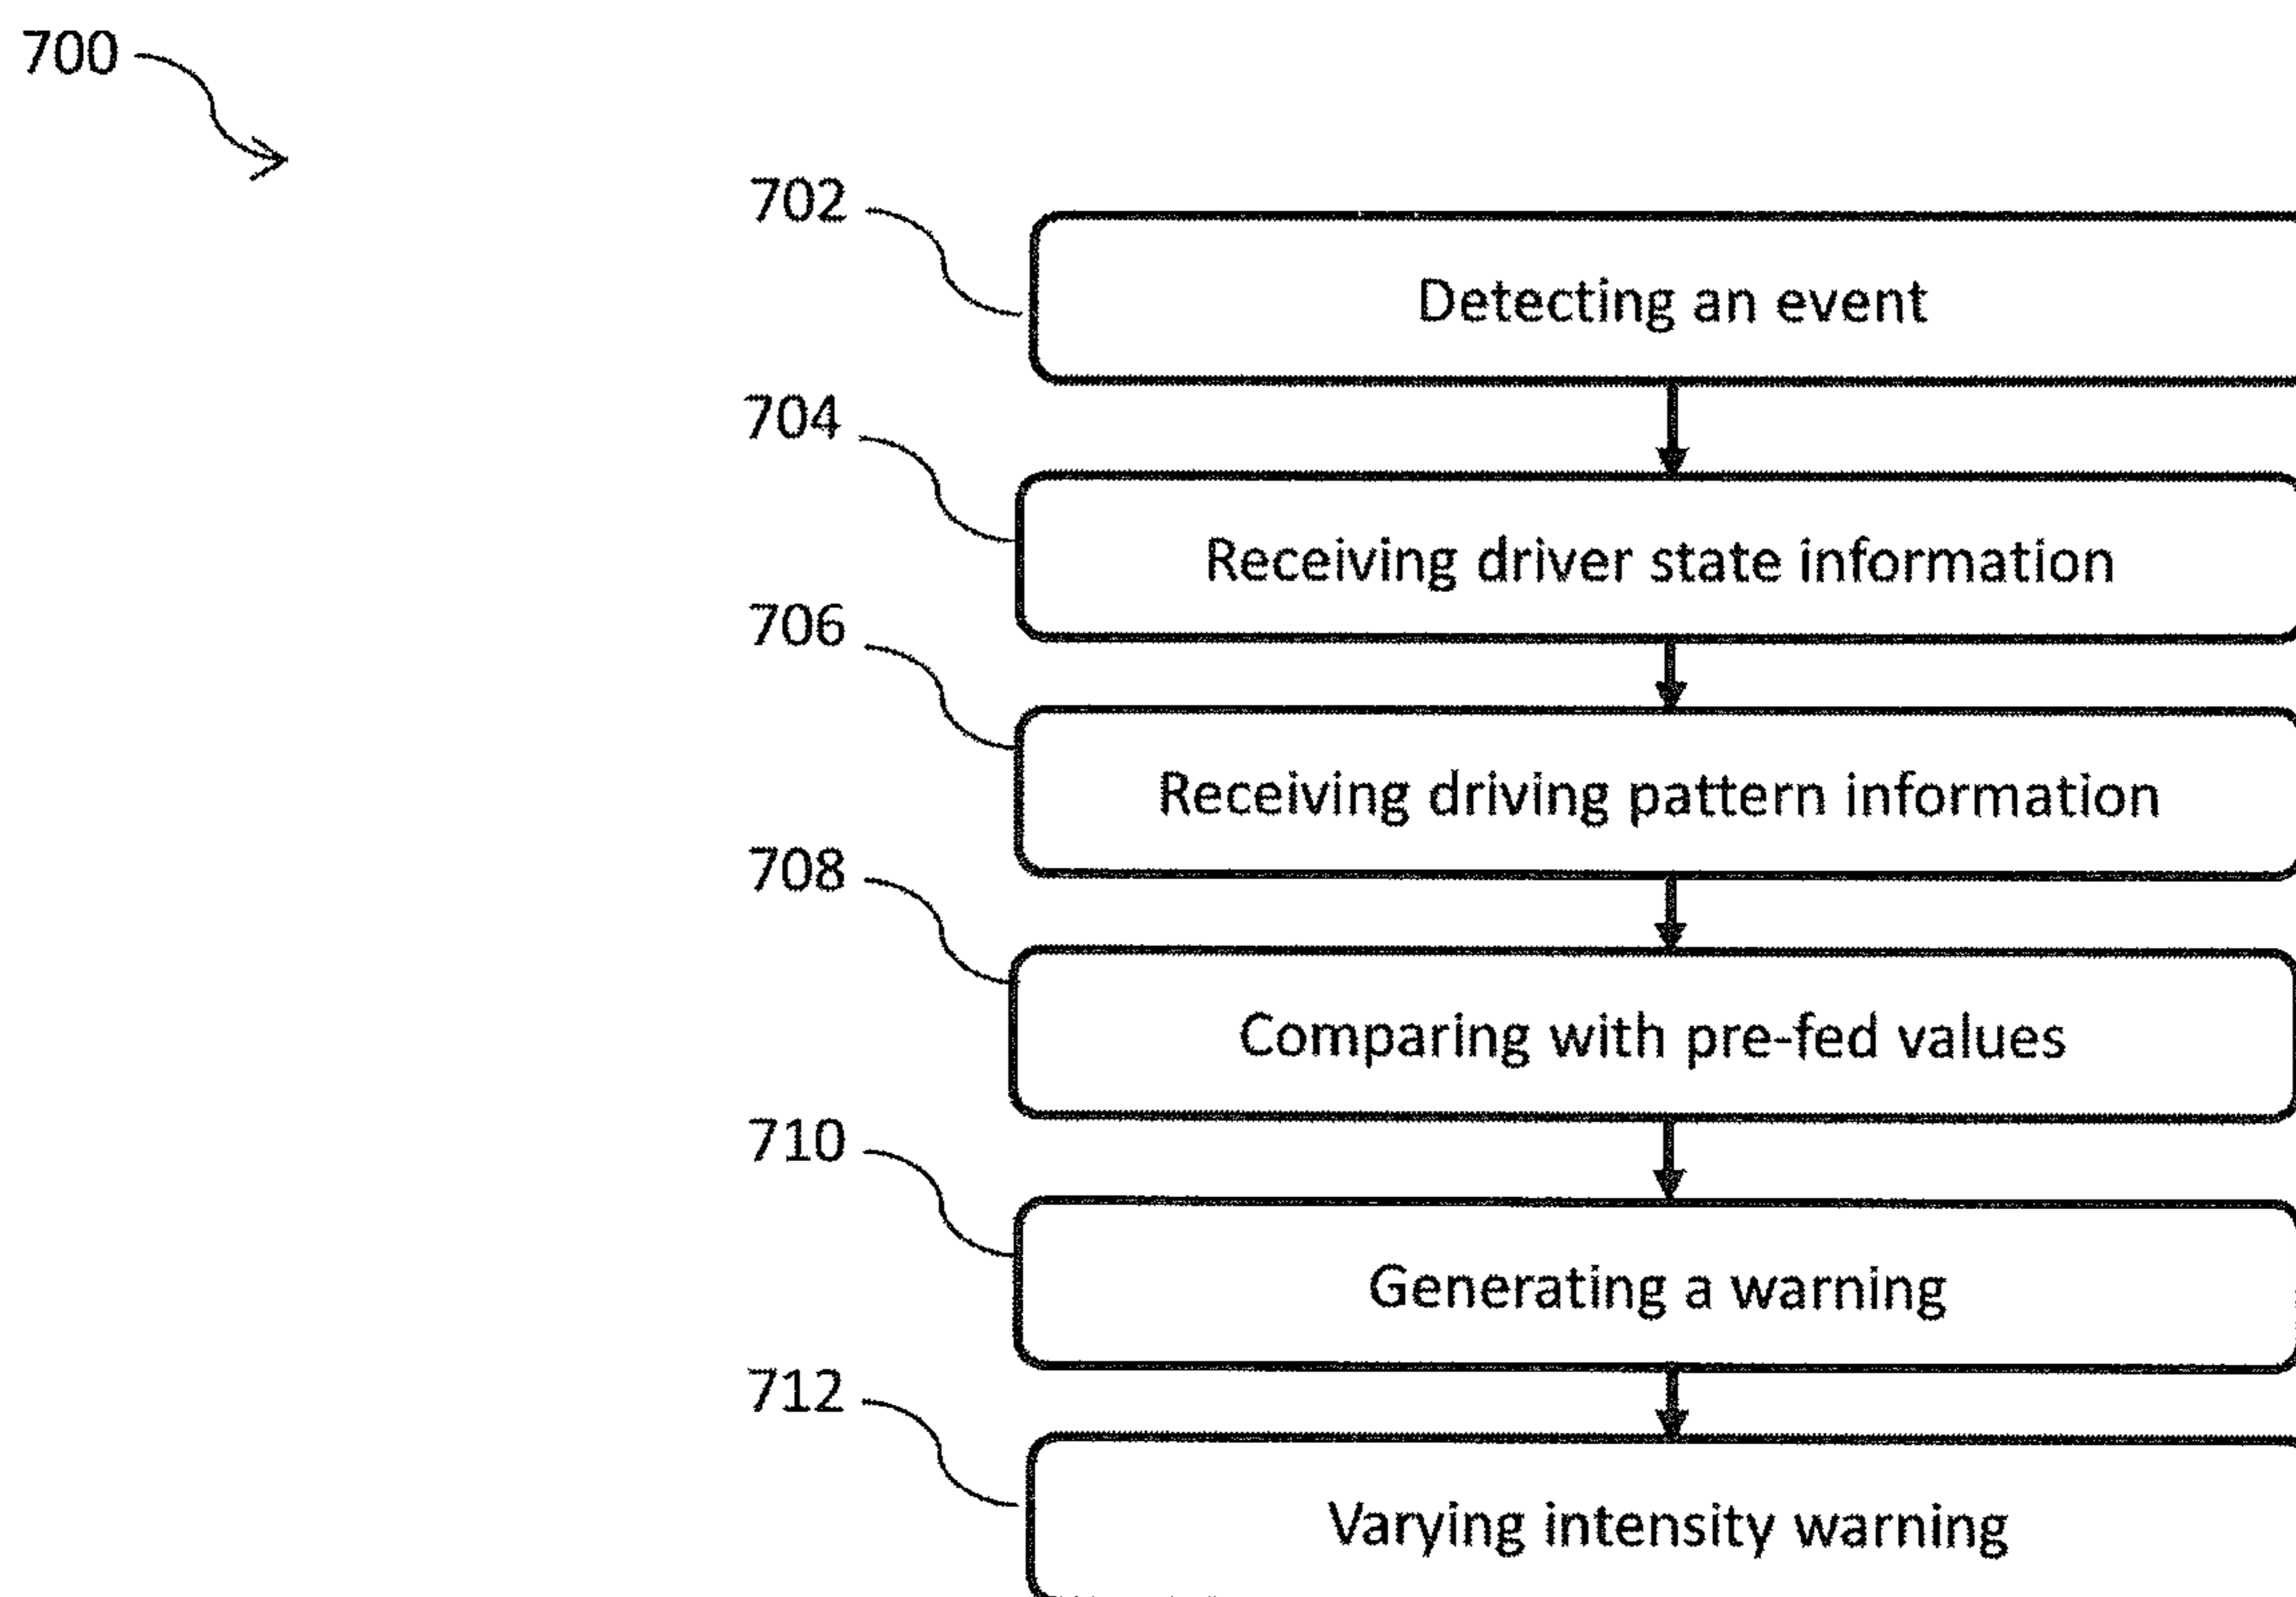 700
702
Detecting an event
704
Receiving driver state information
706
Receiving driving pattern information
708
Comparing with pre-fed values
710
Generating a warning
712
Varying intensity warning